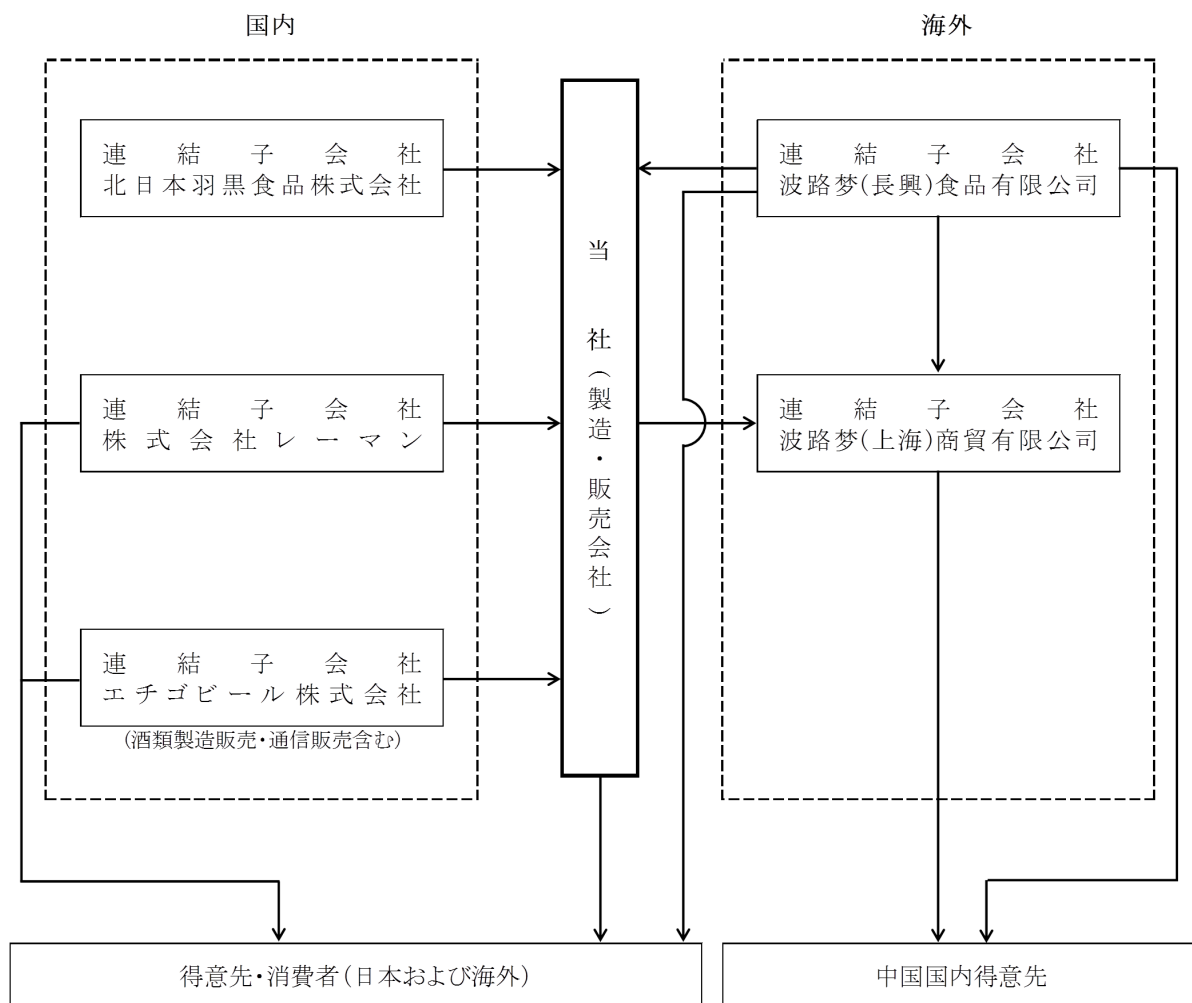 国内
海外
連結子会社
北日本羽黒食品株式会社
連結子会社
株式会社レーマン
連結子会社
エチゴビール株式会社
(酒類製造販売・通信販売含む)
当社(製造・販売会社)
連結子会社
波路梦(長興)食品有限公司
連結子会社
波路梦(上海)商貿有限公司
得意先・消費者(日本および海外)
中国国内得意先